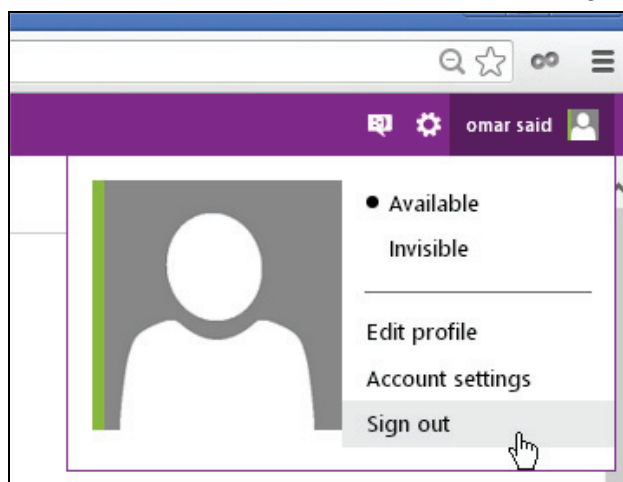 omar said
Available
Invisible
Edit profile
Account settings
Sign out